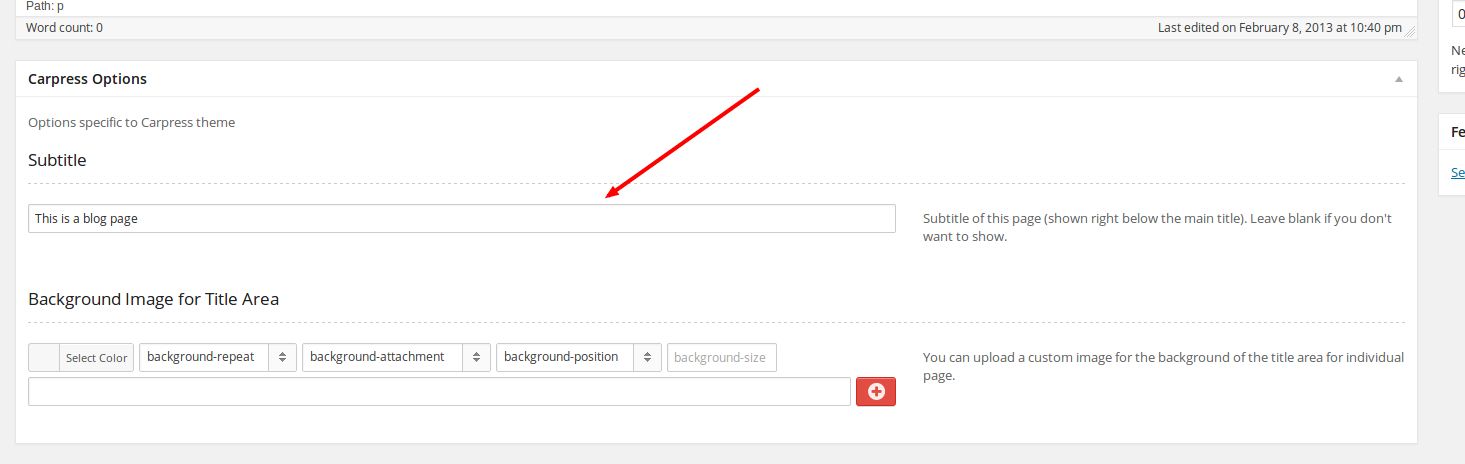 Path: p
Word count: 0
Last edited on February 8, 2013 at 10:40 pm
0
Ne
rig
Carpress Options
Options specific to Carpress theme
Fe
Se
Subtitle
This is a blog page
Subtitle of this page (shown right below the main title). Leave blank if you don't
want to show.
Background Image for Title Area
Select Color
background-repeat
background-attachment
background-position
background-size
You can upload a custom image for the background of the title area for individual
page.